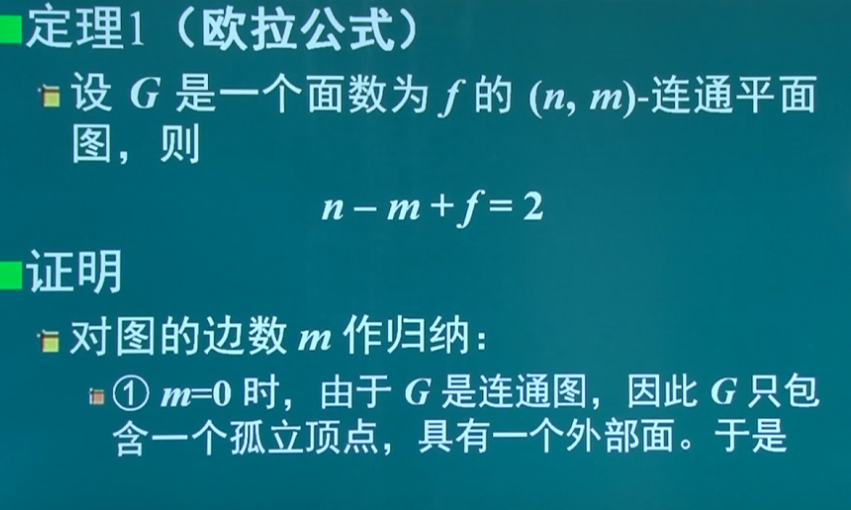 定理1（欧拉公式）
设 G 是一个面数为 f 的 (n, m)-连通平面
图，则
n – m + f = 2
证明
对图的边数 m 作归纳：
① m=0 时，由于 G 是连通图，因此 G 只包
含一个孤立顶点，具有一个外部面。于是